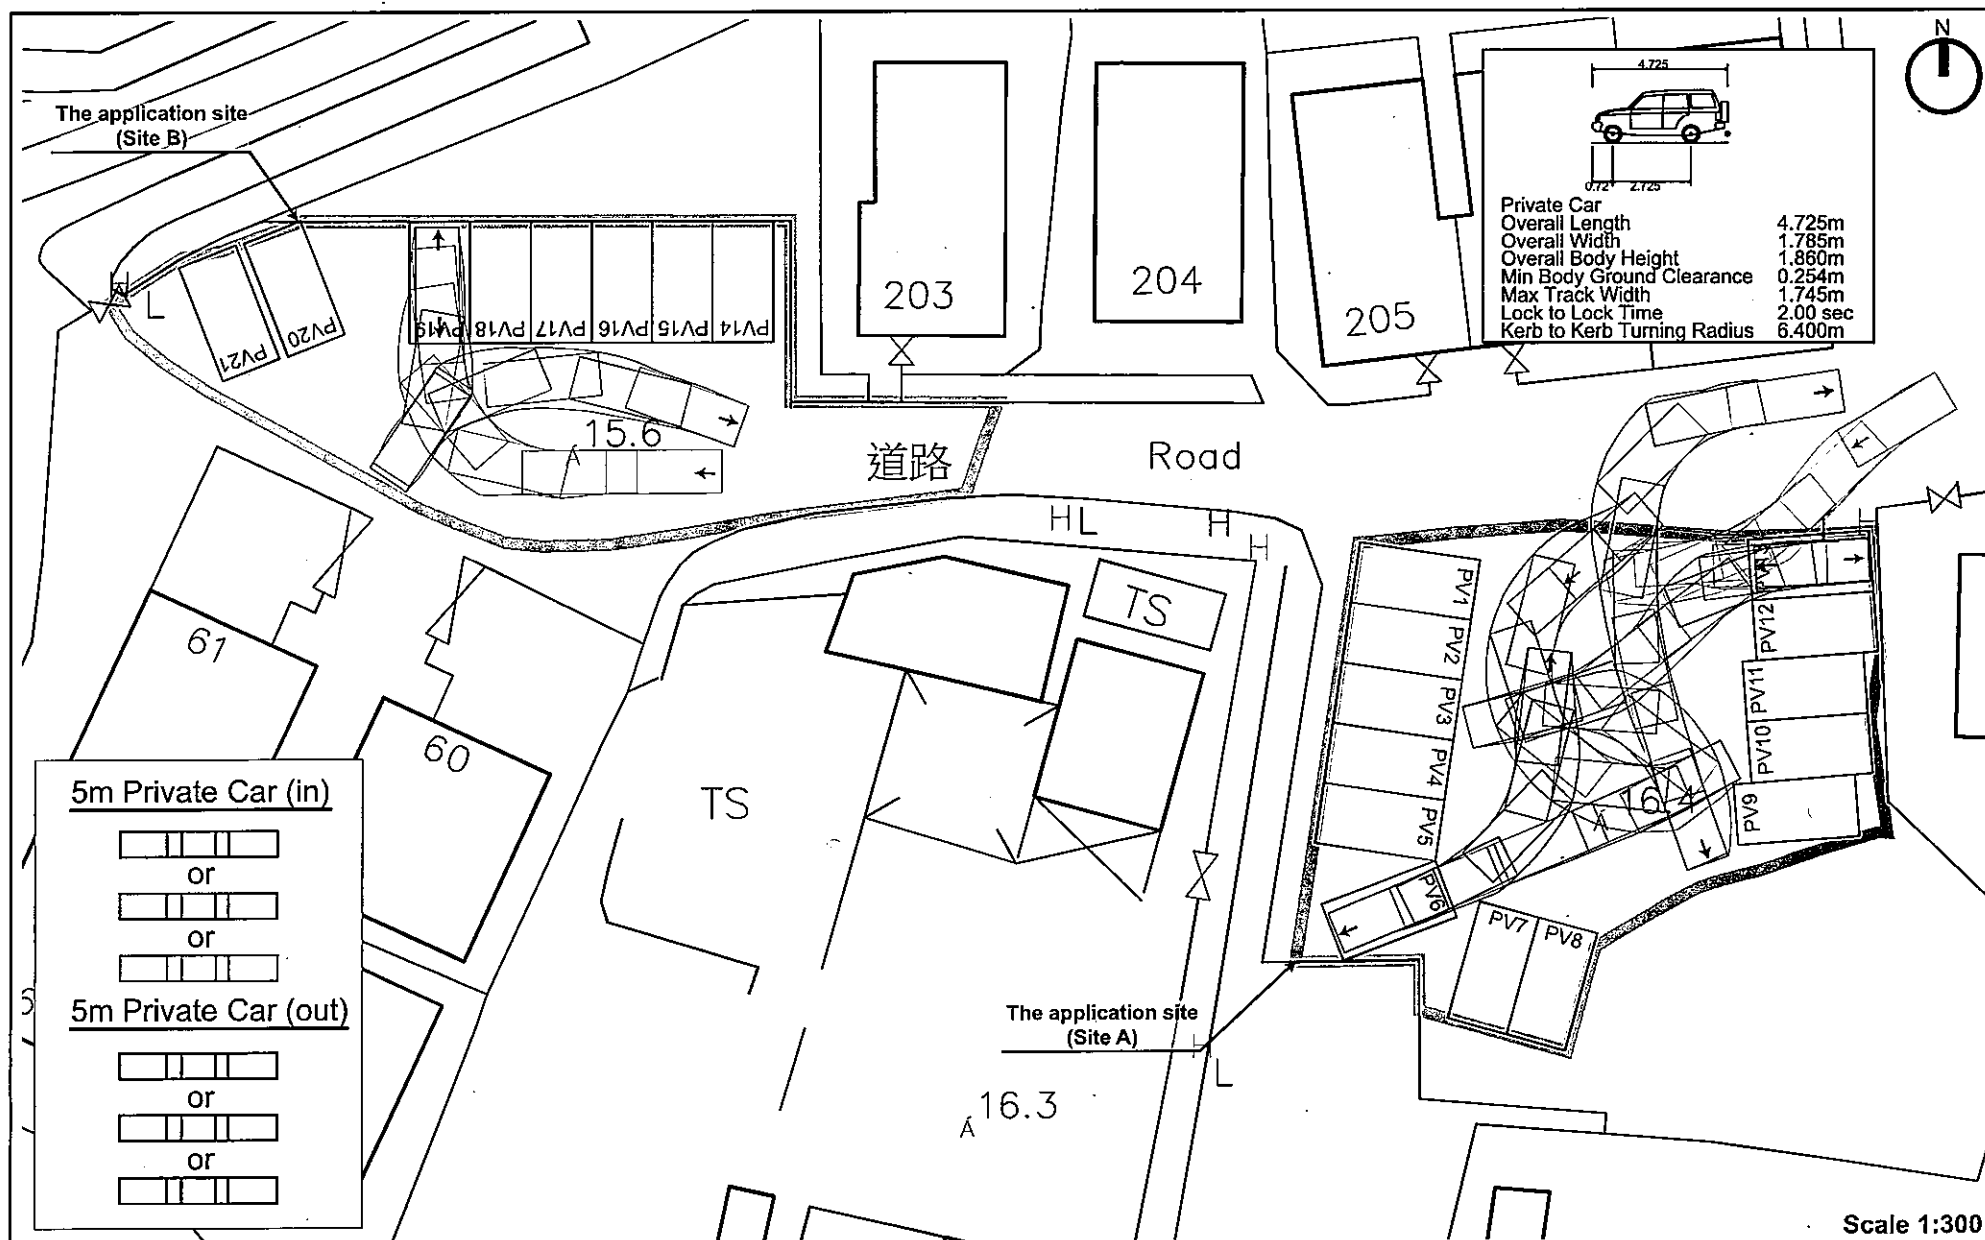 N
The application site
(Site B)
4.725
0.72
2.725
Private Car
Overall Length 4.725m
Overall Width 1.785m
Overall Body Height 1.860m
Min Body Ground Clearance 0.254m
Max Track Width 1.745m
Lock to Lock Time 2.00 sec
Kerb to Kerb Turning Radius 6.400m
203
204
205
L
PV21
PV20
PV19
PV18
PV17
PV16
PV15
PV14
15.6
道路
Road
H L
H
TS
61
60
TS
PV1
PV2
PV3
PV4
PV5
PV6
PV7
PV8
PV9
PV10
PV11
PV12
16.4
5m Private Car (in)
or
or
5m Private Car (out)
or
or
The application site
(Site A)
L
16.3
Scale 1:300